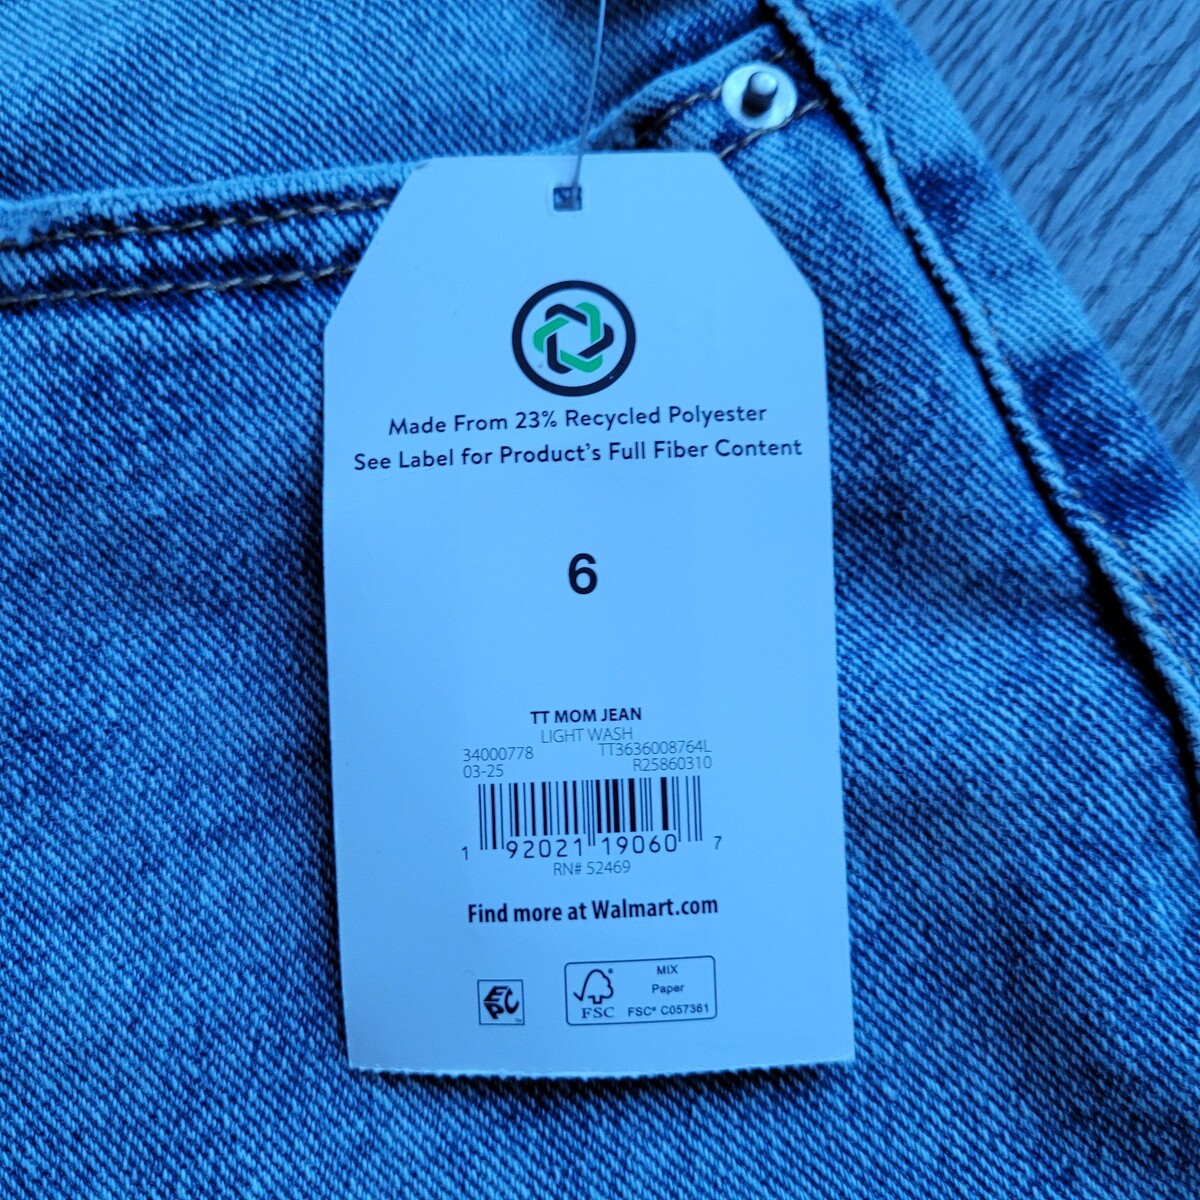 Made From 23% Recycled Polyester
See Label for Product's Full Fiber Content
6
TT MOM JEAN
LIGHT WASH
34000778 TT3636008764L
03-25 R25860310
1 92021 19060 7
RN# 52469
Find more at Walmart.com
EPC
MIX
Paper
FSC FSC® C057361